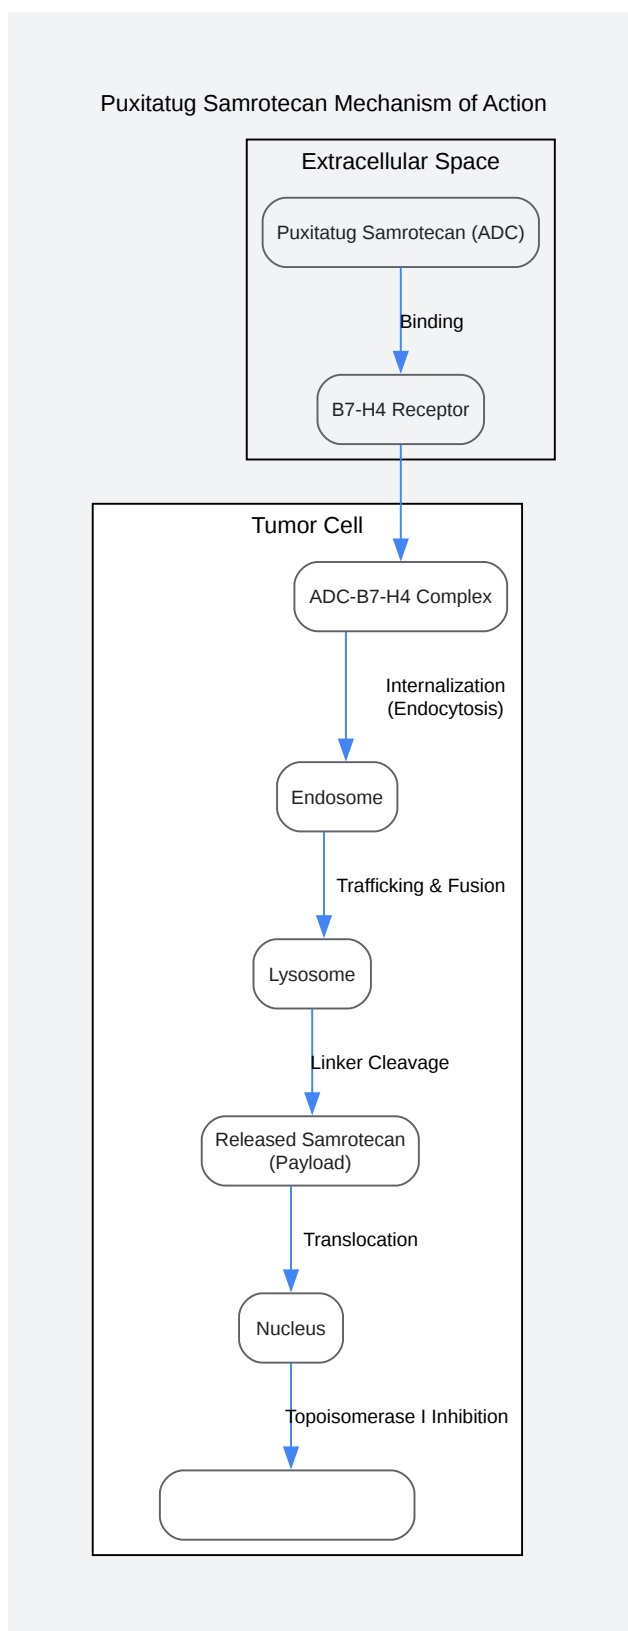 Puxitatug Samrotecan Mechanism of Action
Extracellular Space
Puxitatug Samrotecan (ADC)
Binding
B7-H4 Receptor
Tumor Cell
ADC-B7-H4 Complex
Internalization
(Endocytosis)
Endosome
Trafficking & Fusion
Lysosome
Linker Cleavage
Released Samrotecan
(Payload)
Translocation
Nucleus
Topoisomerase I Inhibition